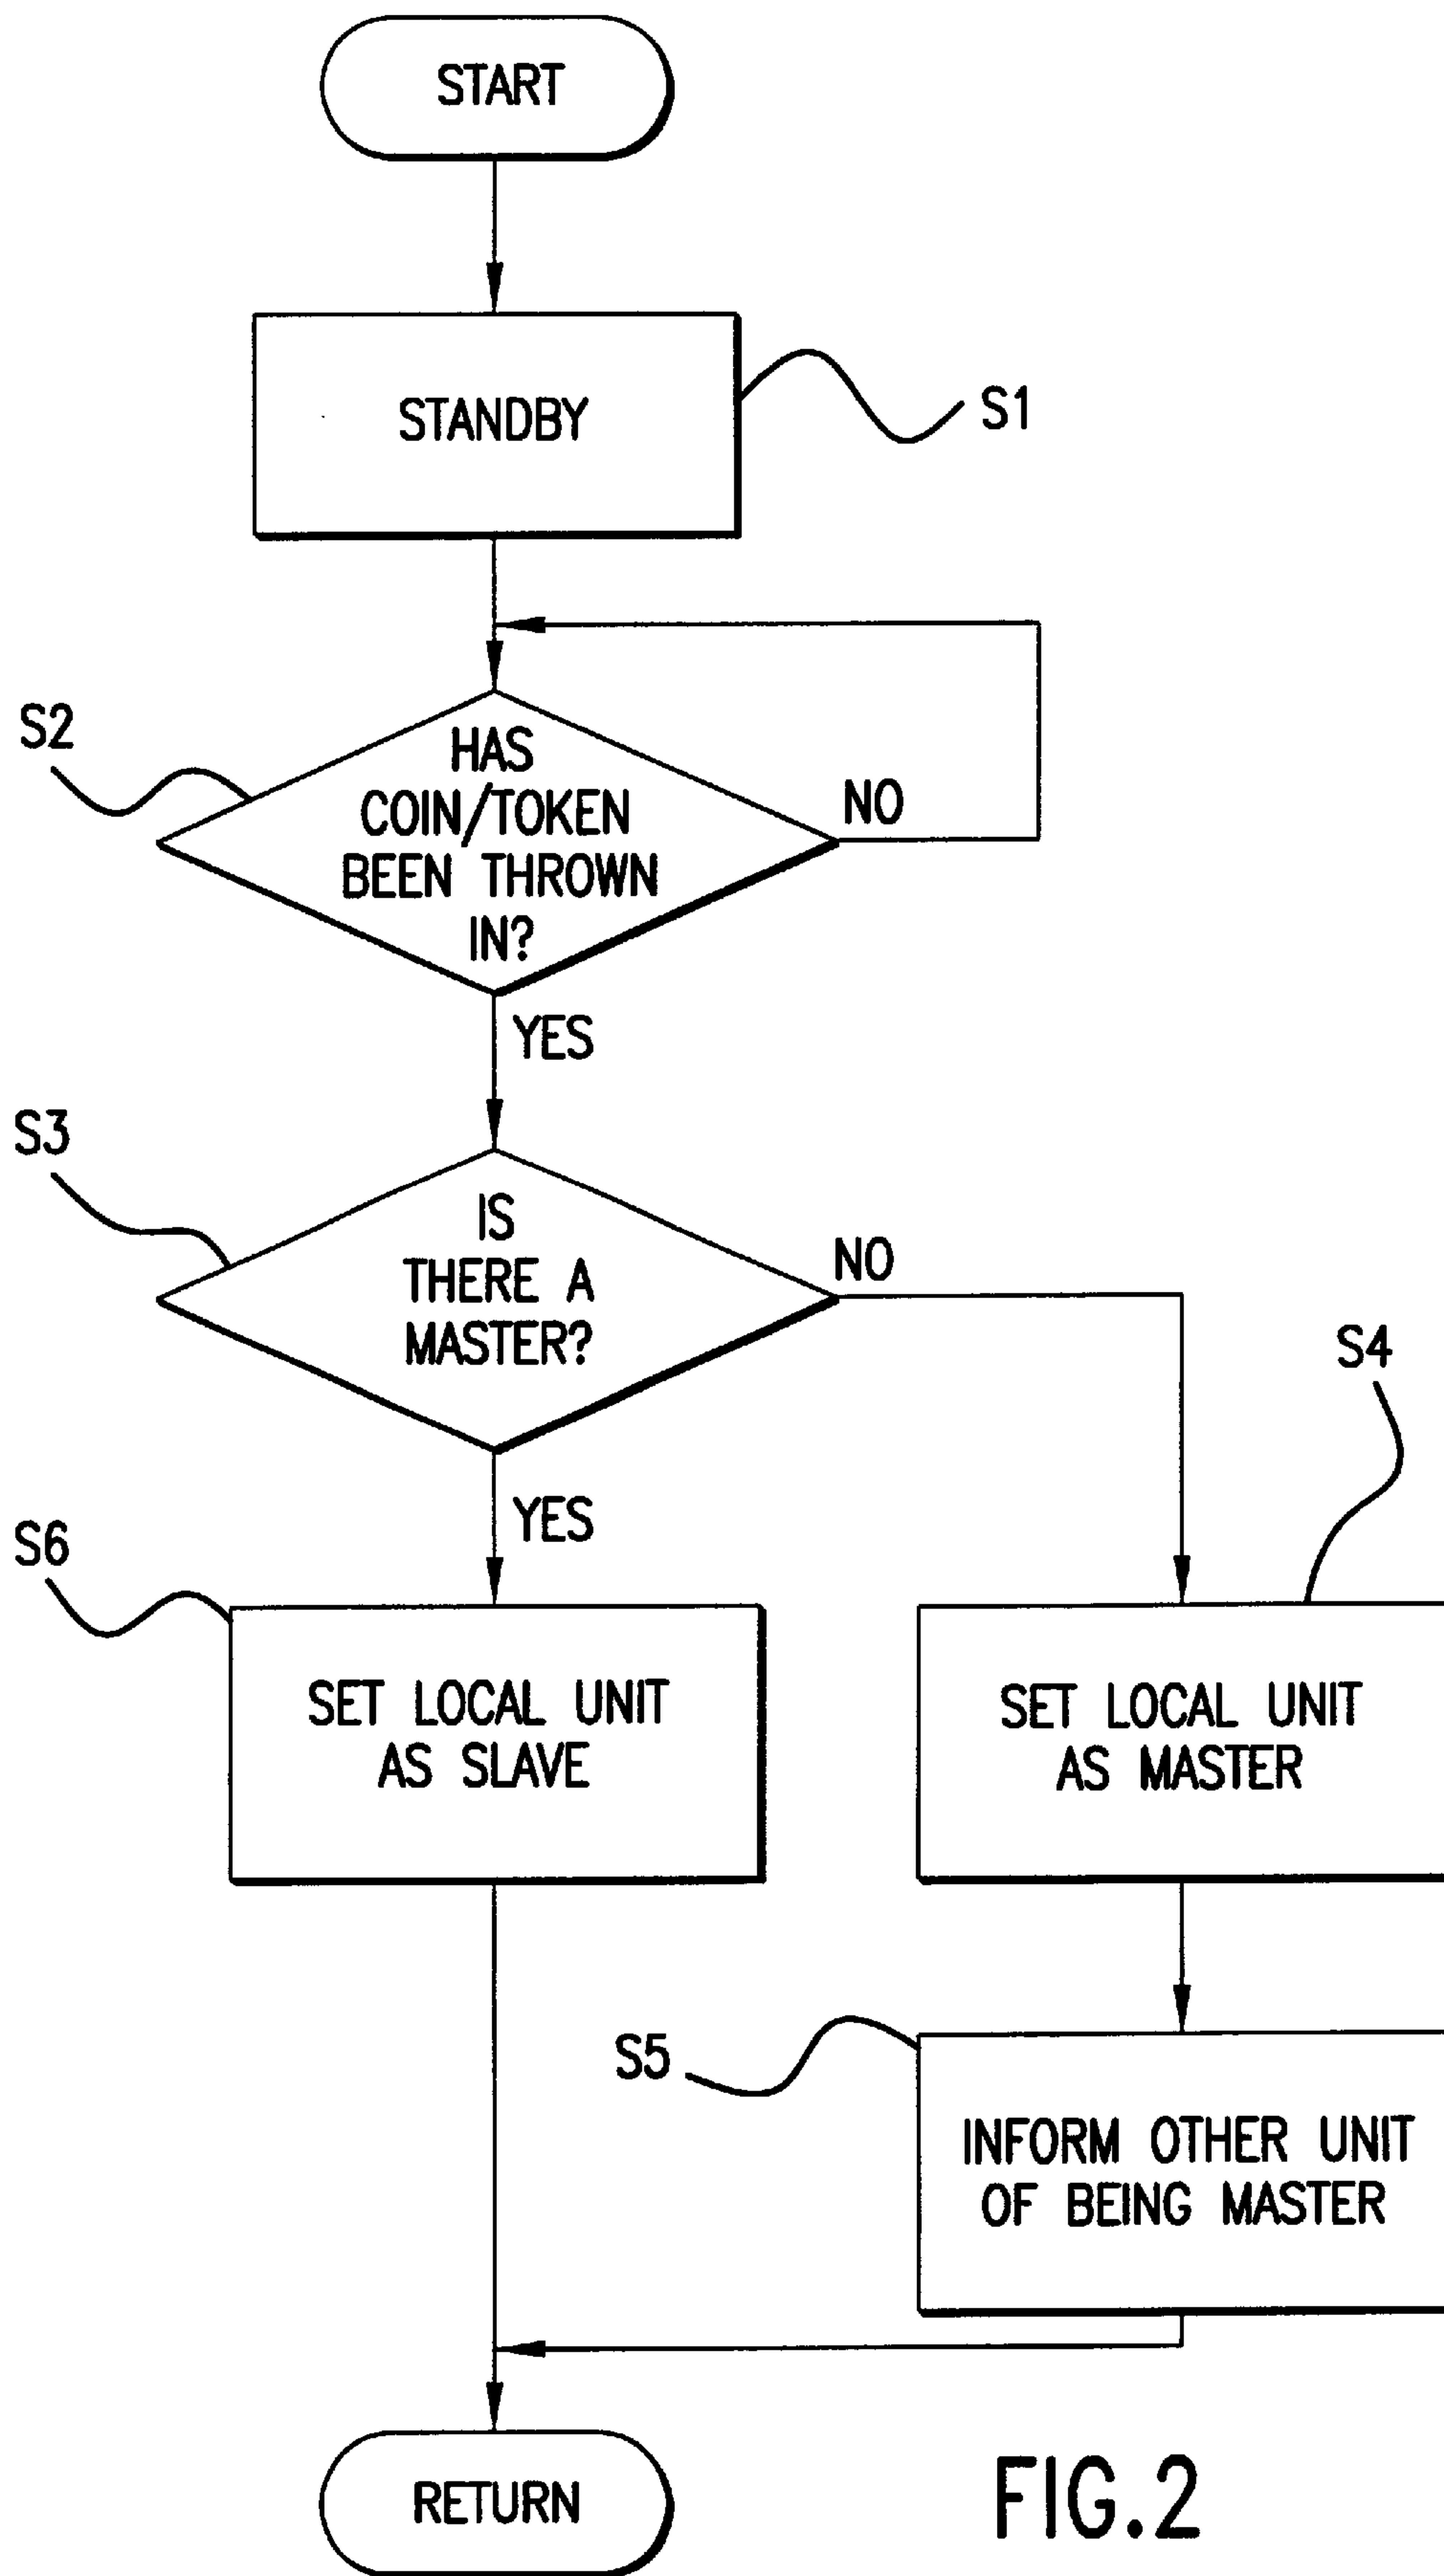 START
STANDBY
S1
S2
HAS
COIN/TOKEN
BEEN THROWN
IN?
NO
YES
S3
IS
THERE A
MASTER?
NO
YES
S4
S6
SET LOCAL UNIT
AS SLAVE
SET LOCAL UNIT
AS MASTER
S5
INFORM OTHER UNIT
OF BEING MASTER
RETURN
FIG.2